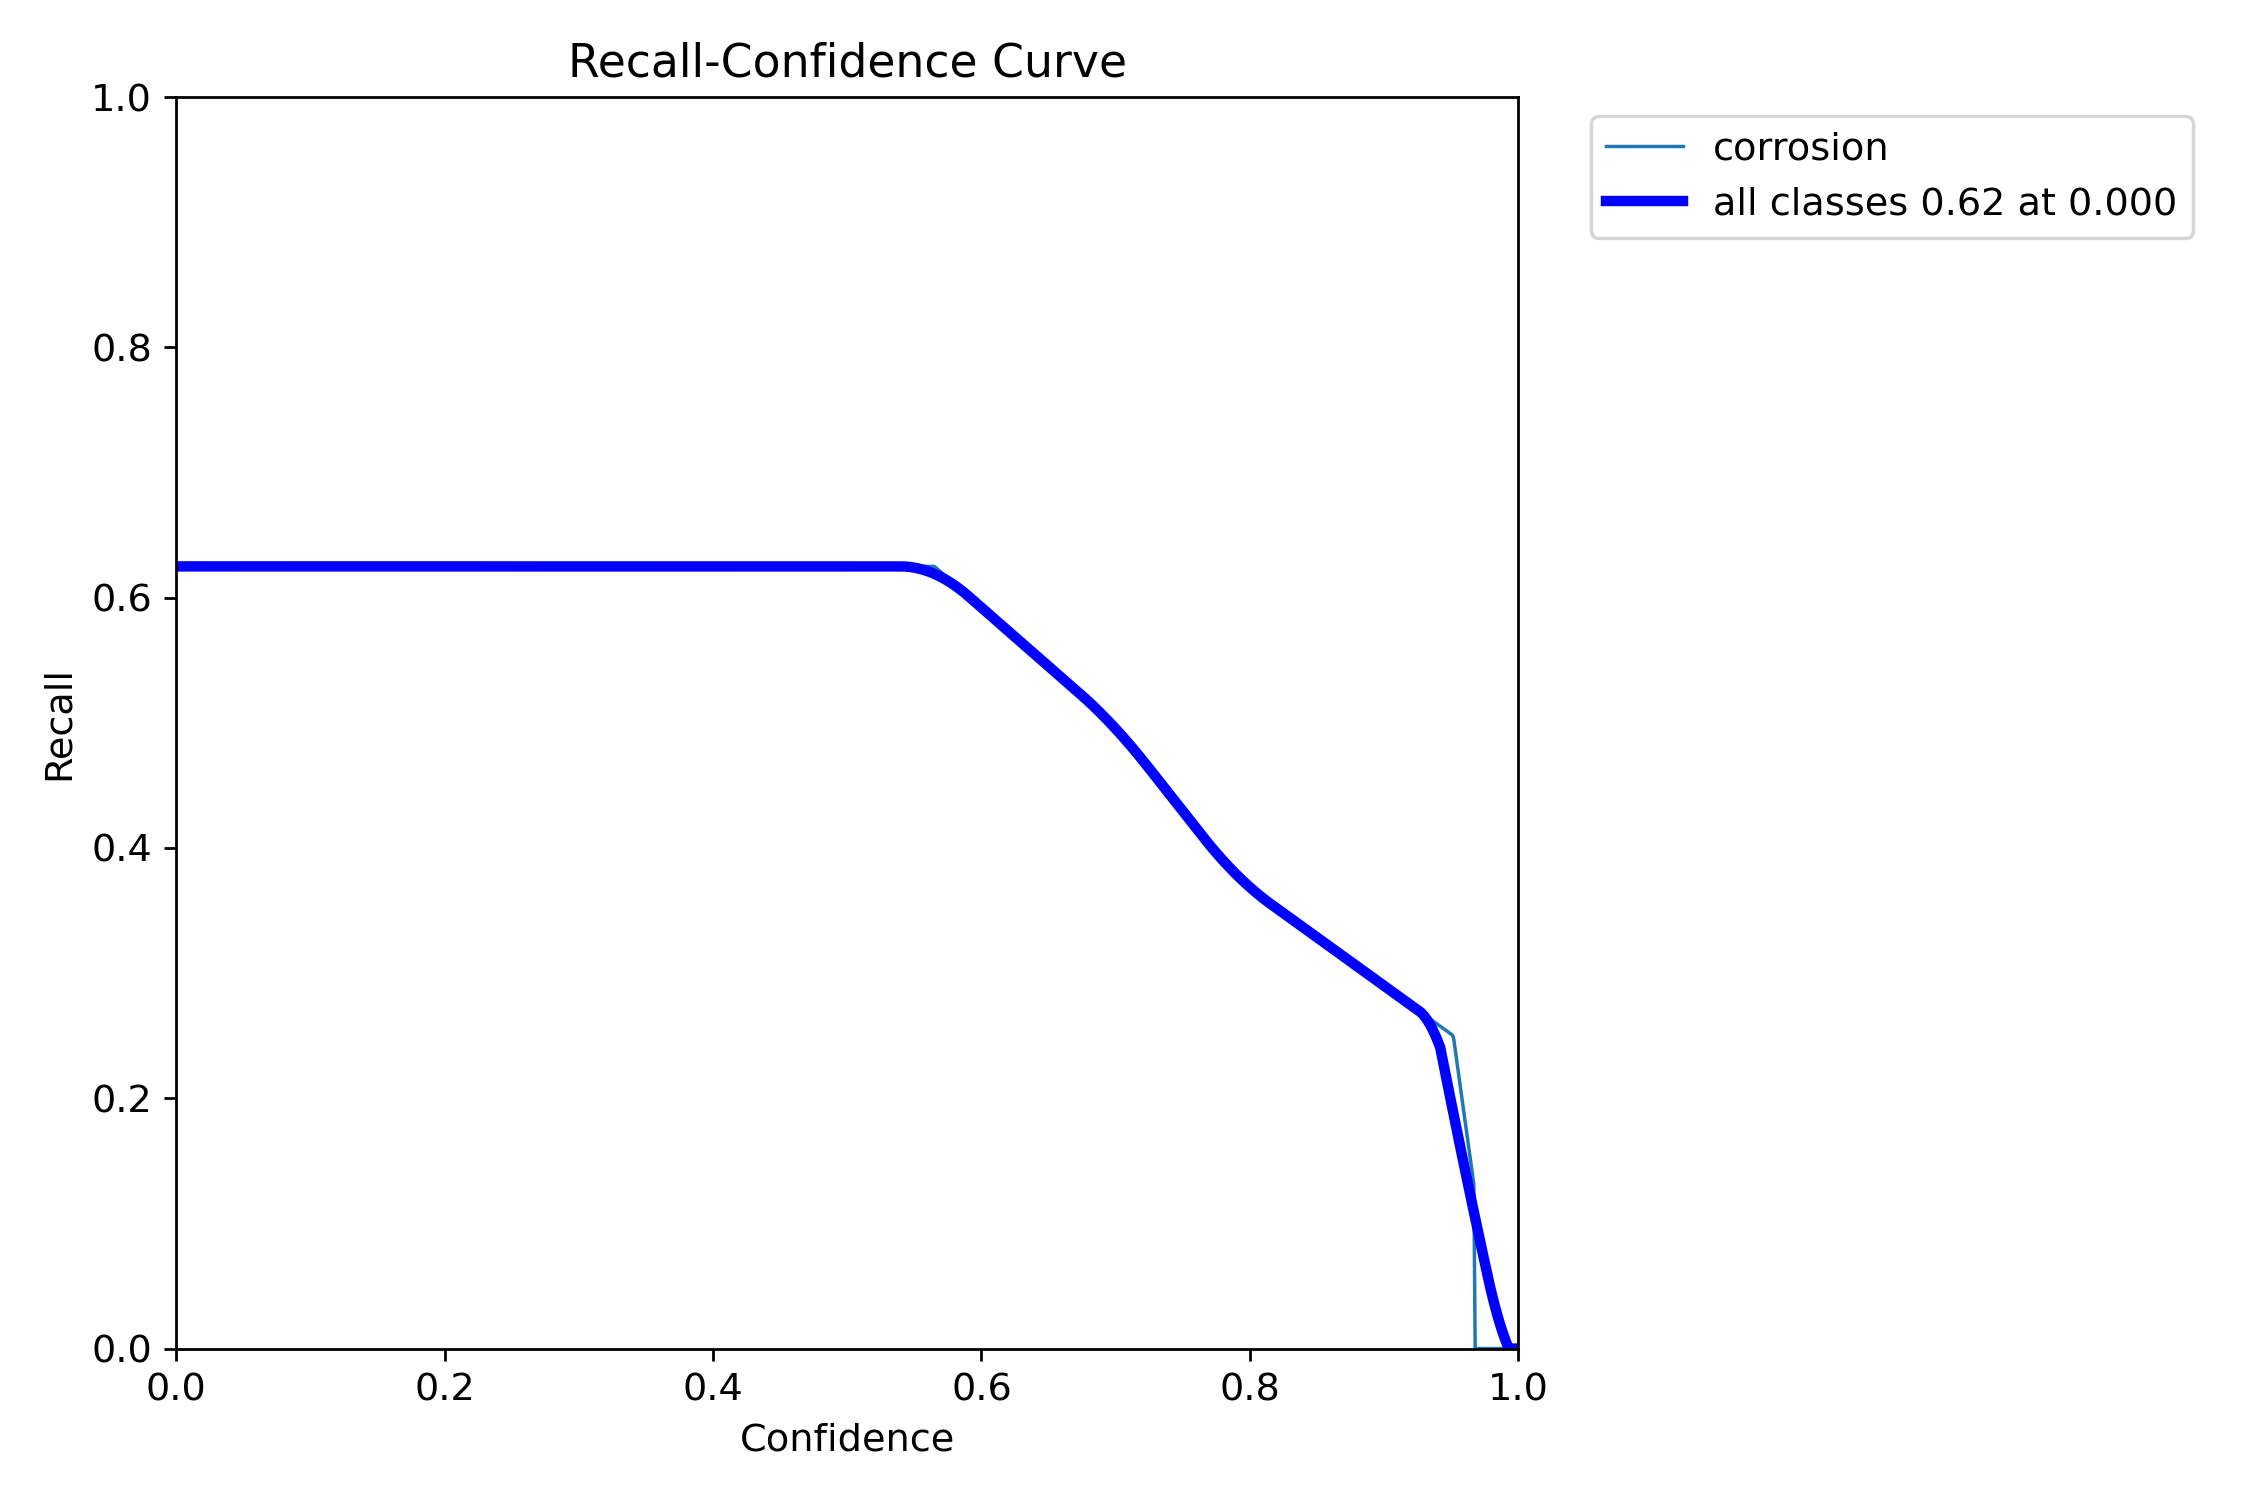 Recall-Confidence Curve
1.0
0.8
0.6
0.4
0.2
0.0
Recall
0.0 0.2 0.4 0.6 0.8 1.0
Confidence
corrosion
all classes 0.62 at 0.000